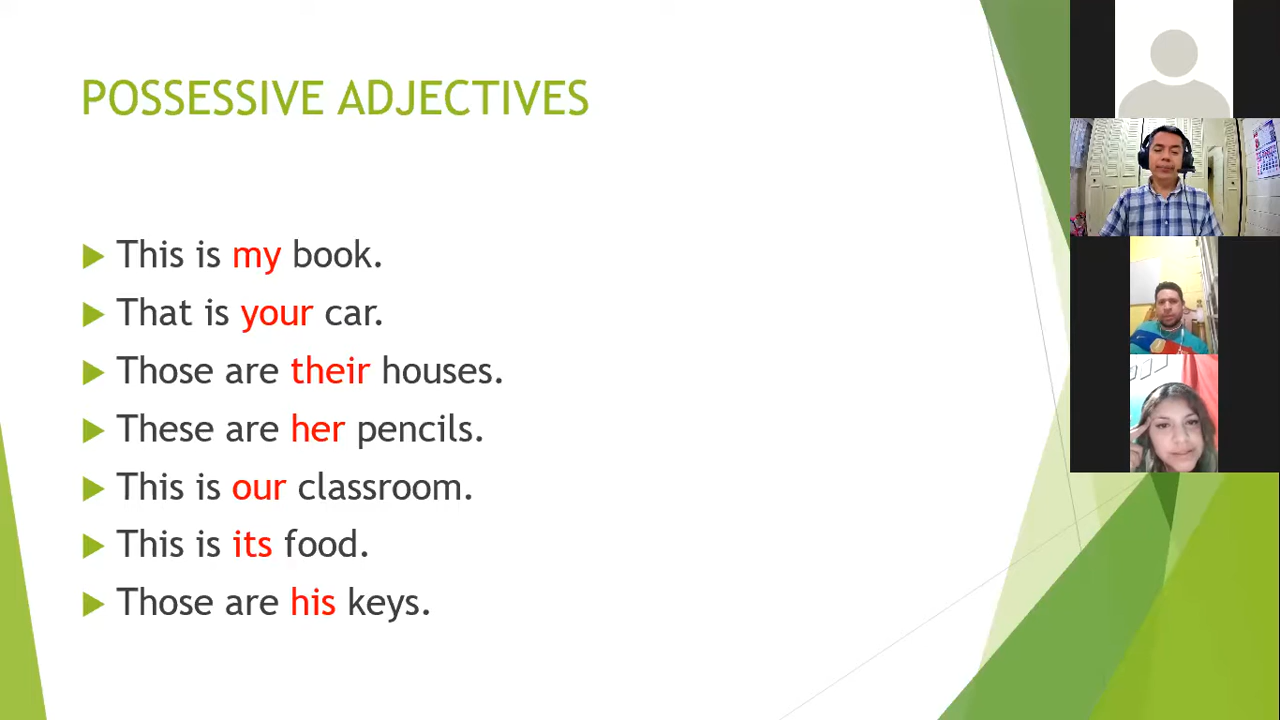 POSSESSIVE ADJECTIVES
This is my book.
That is your car.
Those are their houses.
These are her pencils.
This is our classroom.
This is its food.
Those are his keys.